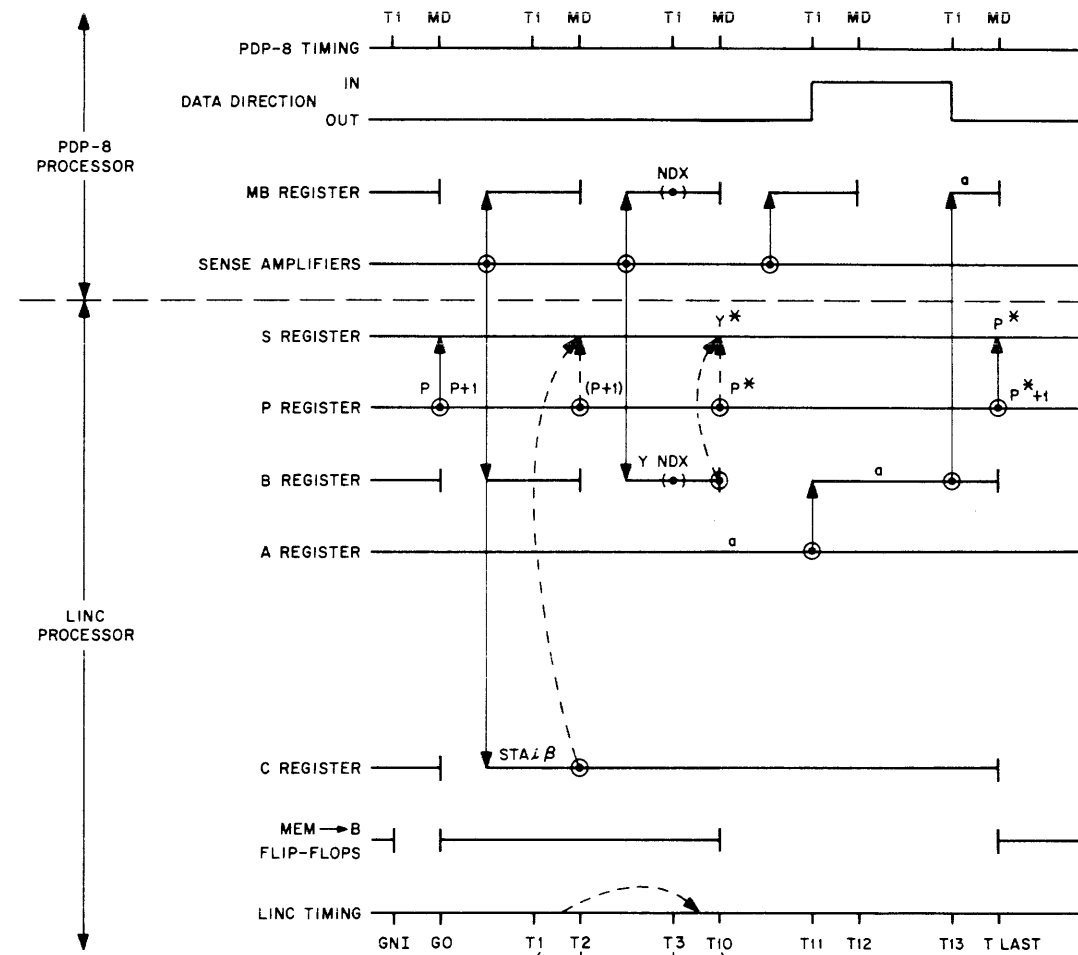 T1 MD T1 MD T1 MD T1 MD T1 MD
PDP-8 TIMING
IN
DATA DIRECTION
OUT
PDP-8
PROCESSOR
NDX a
MB REGISTER ( )
SENSE AMPLIFIERS
Y* P*
S REGISTER
P P+1 (P+1) P* P*+1
P REGISTER
Y NDX a
B REGISTER ( )
a
A REGISTER
LINC
PROCESSOR
STAiβ
C REGISTER
MEM→B
FLIP-FLOPS
LINC TIMING
GNI GO T1 T2 T3 T10 T11 T12 T13 T LAST